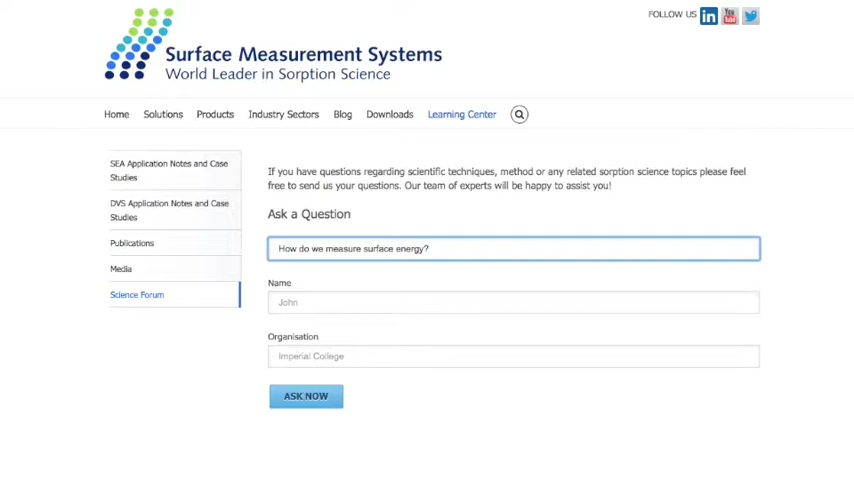 FOLLOW US
Surface Measurement Systems
World Leader in Sorption Science
Home Solutions Products Industry Sectors Blog Downloads Learning Center
SEA Application Notes and Case
Studies
DVS Application Notes and Case
Studies
Publications
Media
Science Forum
If you have questions regarding scientific techniques, method or any related sorption science topics please feel
free to send us your questions. Our team of experts will be happy to assist you!
Ask a Question
How do we measure surface energy?
Name
John
Organisation
Imperial College
ASK NOW